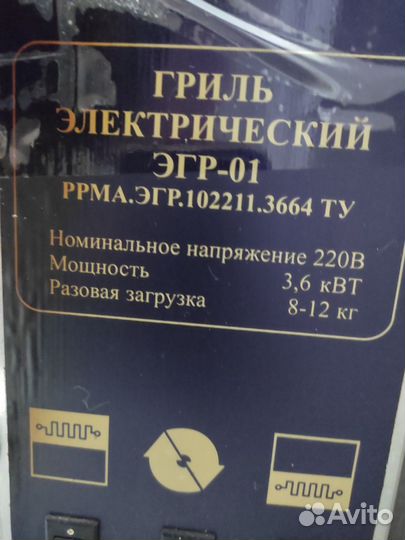 ГРИЛЬ
ЭЛЕКТРИЧЕСКИЙ
ЭГР-01
РРМА.ЭГР.102211.3664 ТУ
Номинальное напряжение 220В
Мощность 3,6 кВТ
Разовая загрузка 8-12 кг
Avito